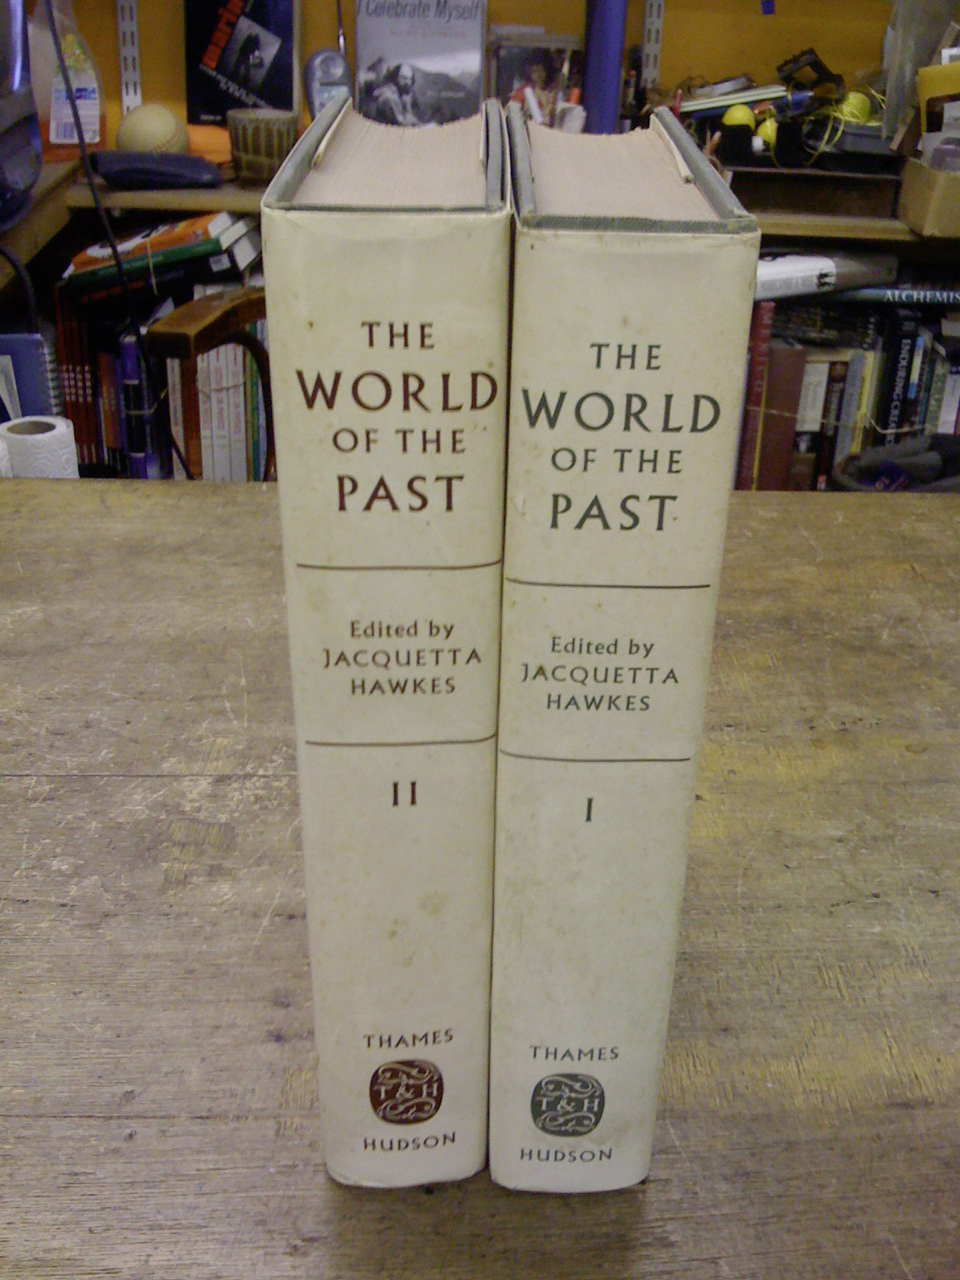 I Celebrate Myself
ALCHEMIS
THE
WORLD
OF THE
PAST
Edited by
JACQUETTA
HAWKES
II
THAMES
T & H
HUDSON
THE
WORLD
OF THE
PAST
Edited by
JACQUETTA
HAWKES
I
THAMES
T & H
HUDSON